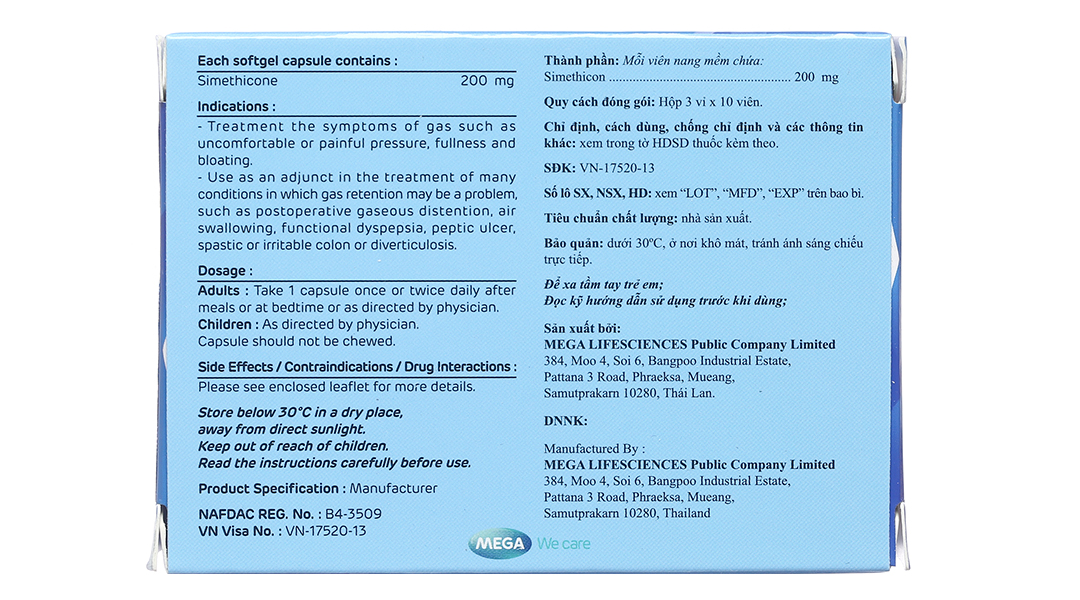 Each softgel capsule contains :
Simethicone 200 mg
Indications :
- Treatment the symptoms of gas such as
uncomfortable or painful pressure, fullness and
bloating.
- Use as an adjunct in the treatment of many
conditions in which gas retention may be a problem,
such as postoperative gaseous distention, air
swallowing, functional dyspepsia, peptic ulcer,
spastic or irritable colon or diverticulosis.
Dosage :
Adults : Take 1 capsule once or twice daily after
meals or at bedtime or as directed by physician.
Children : As directed by physician.
Capsule should not be chewed.
Side Effects / Contraindications / Drug Interactions :
Please see enclosed leaflet for more details.
Store below 30°C in a dry place,
away from direct sunlight.
Keep out of reach of children.
Read the instructions carefully before use.
Product Specification : Manufacturer
NAFDAC REG. No. : B4-3509
VN Visa No. : VN-17520-13
Thành phần: Mỗi viên nang mềm chứa:
Simethicon .................................................... 200 mg
Quy cách đóng gói: Hộp 3 vỉ x 10 viên.
Chỉ định, cách dùng, chống chỉ định và các thông tin
khác: xem trong tờ HDSD thuốc kèm theo.
SĐK: VN-17520-13
Số lô SX, NSX, HD: xem “LOT”, “MFD”, “EXP” trên bao bì.
Tiêu chuẩn chất lượng: nhà sản xuất.
Bảo quản: dưới 30ºC, ở nơi khô mát, tránh ánh sáng chiếu
trực tiếp.
Để xa tầm tay trẻ em;
Đọc kỹ hướng dẫn sử dụng trước khi dùng;
Sản xuất bởi:
MEGA LIFESCIENCES Public Company Limited
384, Moo 4, Soi 6, Bangpoo Industrial Estate,
Pattana 3 Road, Phraeksa, Mueang,
Samutprakarn 10280, Thái Lan.
DNNK:
Manufactured By :
MEGA LIFESCIENCES Public Company Limited
384, Moo 4, Soi 6, Bangpoo Industrial Estate,
Pattana 3 Road, Phraeksa, Mueang,
Samutprakarn 10280, Thailand
MEGA We care